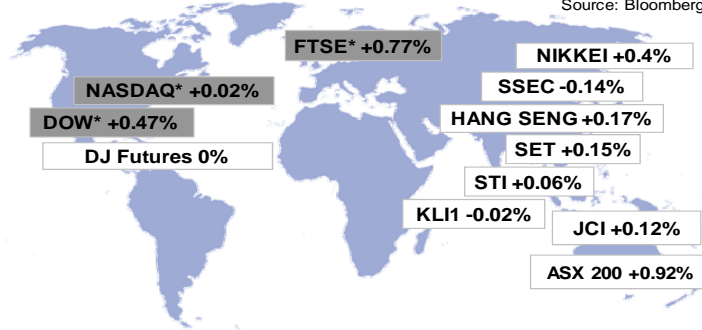 Source: Bloomberg
FTSE* +0.77%
NIKKEI +0.4%
NASDAQ* +0.02%
SSEC -0.14%
DOW* +0.47%
HANG SENG +0.17%
DJ Futures 0%
SET +0.15%
STI +0.06%
KLI1 -0.02%
JCI +0.12%
ASX 200 +0.92%